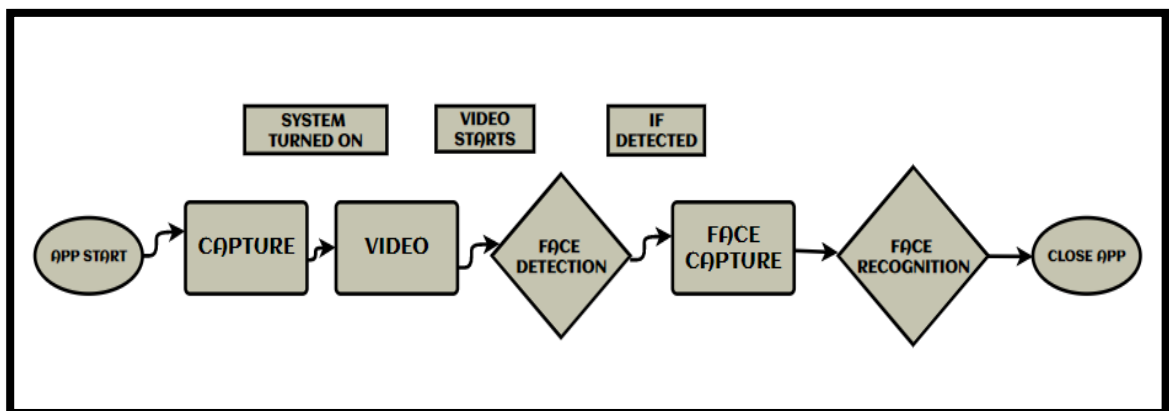 SYSTEM
TURNED ON
VIDEO
STARTS
IF
DETECTED
APP START
CAPTURE
VIDEO
FACE
DETECTION
FACE
CAPTURE
FACE
RECOGNITION
CLOSE APP